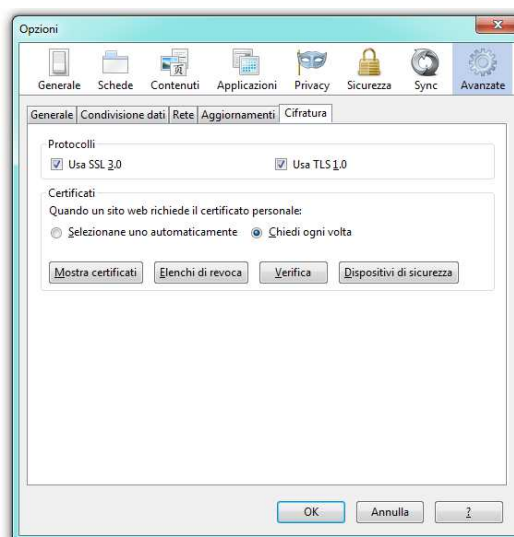 Opzioni
Generale Schede Contenuti Applicazioni Privacy Sicurezza Sync Avanzate
Generale Condivisione dati Rete Aggiornamenti Cifratura
Protocolli
Usa SSL 3.0 Usa TLS 1.0
Certificati
Quando un sito web richiede il certificato personale:
Selezionane uno automaticamente Chiedi ogni volta
Mostra certificati Elenchi di revoca Verifica Dispositivi di sicurezza
OK Annulla ?